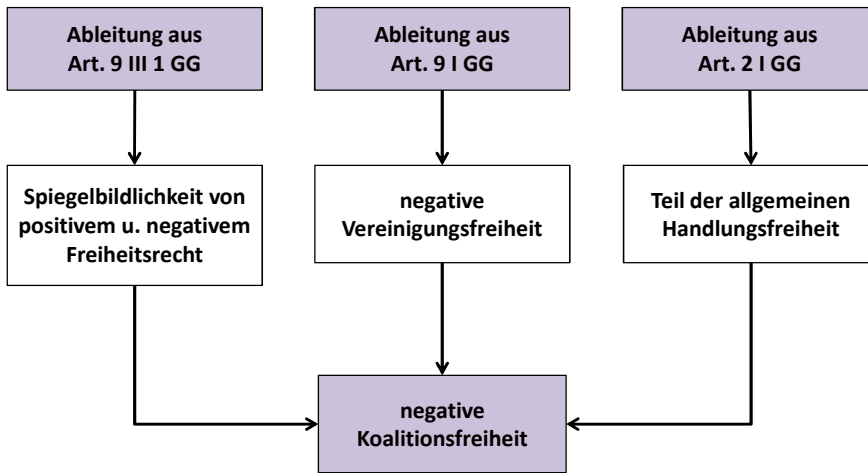 Ableitung aus
Art. 9 III 1 GG
Ableitung aus
Art. 9 I GG
Ableitung aus
Art. 2 I GG
Spiegelbildlichkeit von
positivem u. negativem
Freiheitsrecht
negative
Vereinigungsfreiheit
Teil der allgemeinen
Handlungsfreiheit
negative
Koalitionsfreiheit